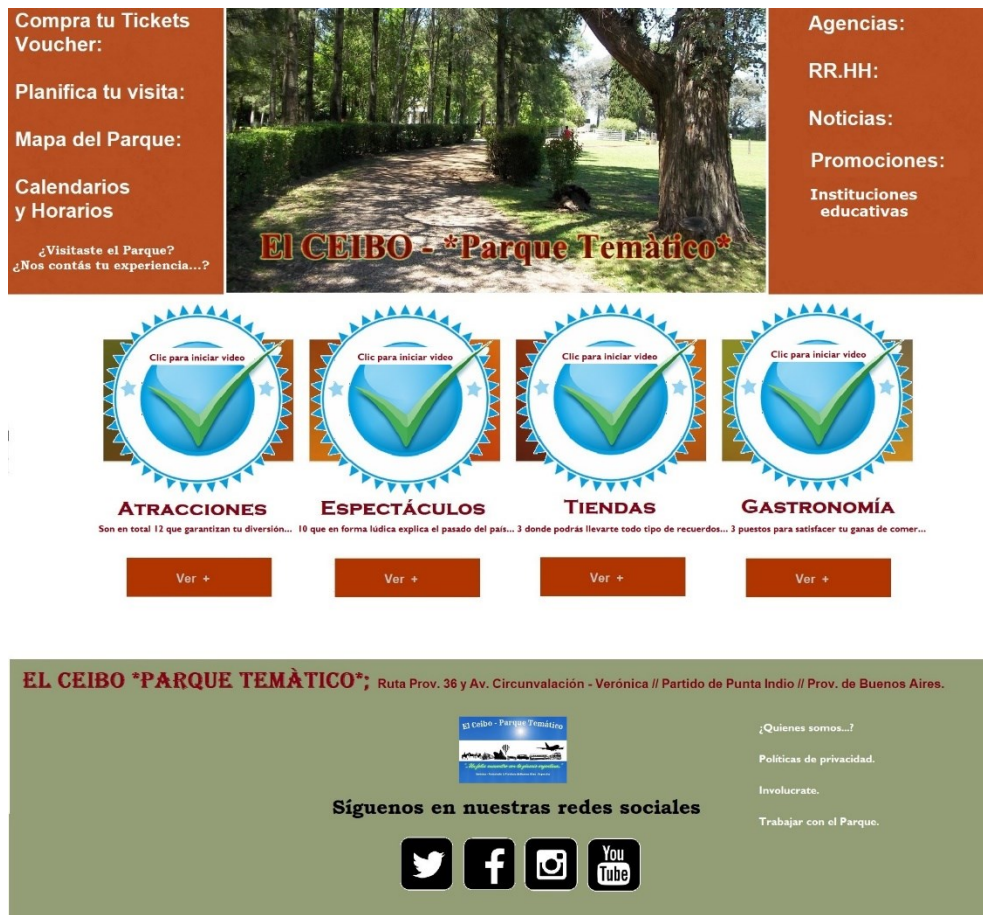 Compra tu Tickets
Voucher:
Planifica tu visita:
Mapa del Parque:
Calendarios
y Horarios
¿Visitaste el Parque?
¿Nos contás tu experiencia...?
El CEIBO - *Parque Temàtico*
Agencias:
RR.HH:
Noticias:
Promociones:
Instituciones
educativas
Clic para iniciar video
Clic para iniciar video
Clic para iniciar video
Clic para iniciar video
Atracciones
Son en total 12 que garantizan tu diversión...
Espectáculos
10 que en forma lúdica explica el pasado del país...
Tiendas
3 donde podrás llevarte todo tipo de recuerdos...
Gastronomía
3 puestos para satisfacer tu ganas de comer...
Ver +
Ver +
Ver +
Ver +
EL CEIBO *PARQUE TEMÀTICO*; Ruta Prov. 36 y Av. Circunvalación - Verónica // Partido de Punta Indio // Prov. de Buenos Aires.
El Ceibo - Parque Temático
Síguenos en nuestras redes sociales
You
Tube
¿Quienes somos...?
Políticas de privacidad.
Involucrate.
Trabajar con el Parque.